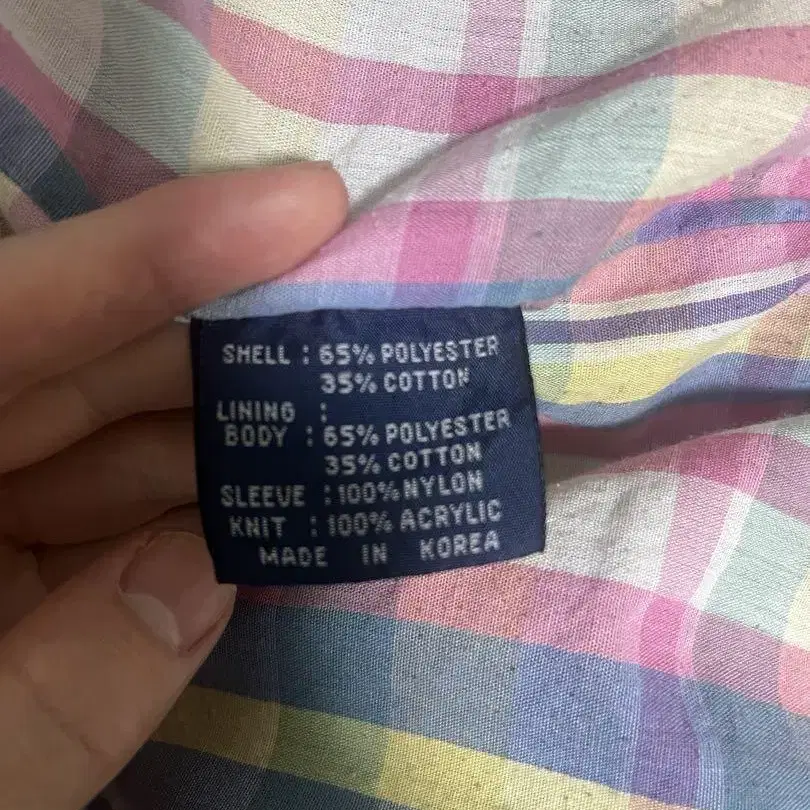 SHELL : 65% POLYESTER
35% COTTON
LINING :
BODY : 65% POLYESTER
35% COTTON
SLEEVE : 100% NYLON
KNIT : 100% ACRYLIC
MADE IN KOREA